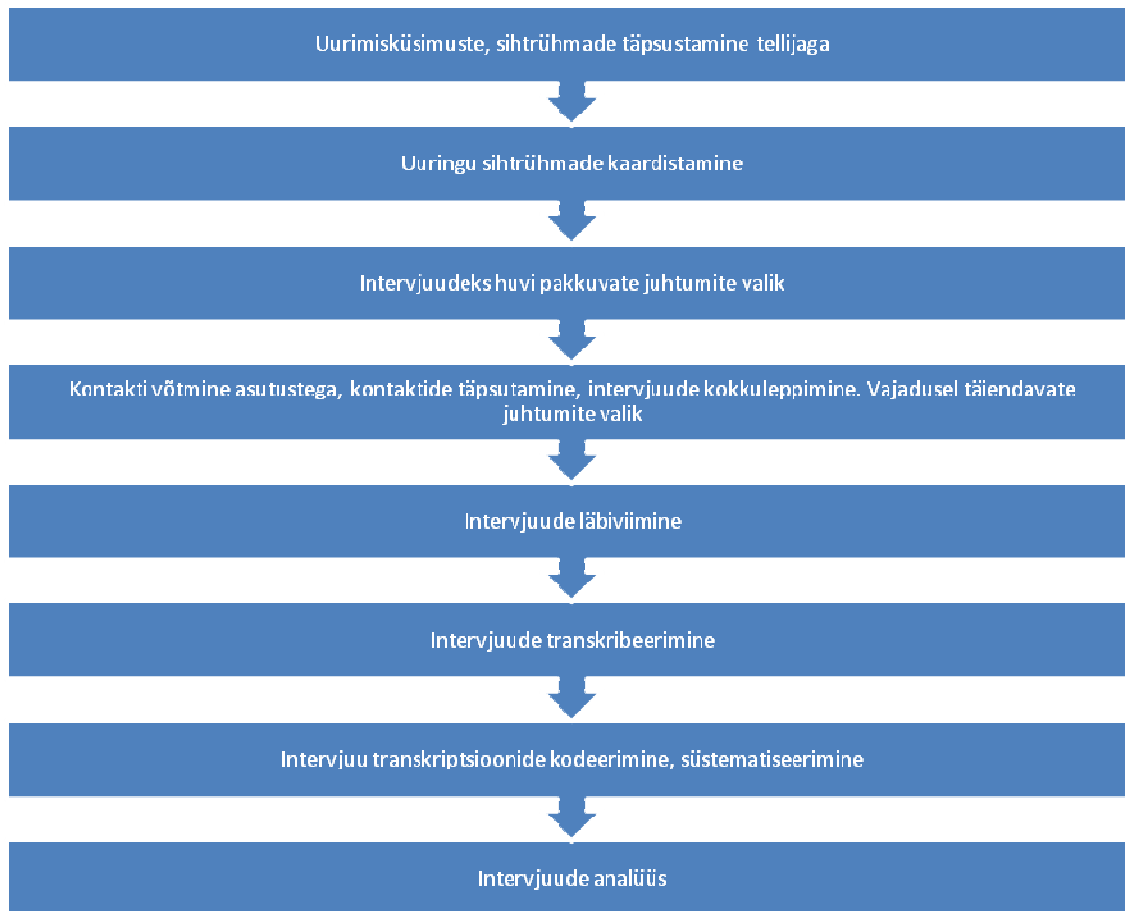 Uurimisküsimuste, sihtrühmade täpsustamine tellijaga
Uuringu sihtrühmade kaardistamine
Intervjuudeks huvi pakkuvate juhtumite valik
Kontakti võtmine asutustega, kontaktide täpsutamine, intervjuude kokkuleppimine. Vajadusel täiendavate
juhtumite valik
Intervjuude läbiviimine
Intervjuude transkribeerimine
Intervjuu transkriptsioonide kodeerimine, süstematiseerimine
Intervjuude analüüs